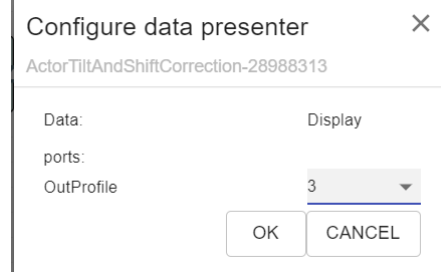 Configure data presenter
ActorTiltAndShiftCorrection-28988313
Data: Display
ports:
OutProfile 3
OK CANCEL